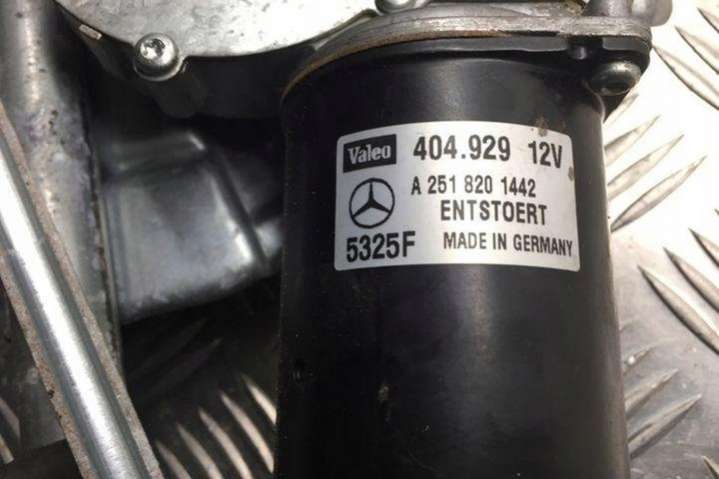 Valeo 404.929 12V
A 251 820 1442
ENTSTOERT
5325F MADE IN GERMANY